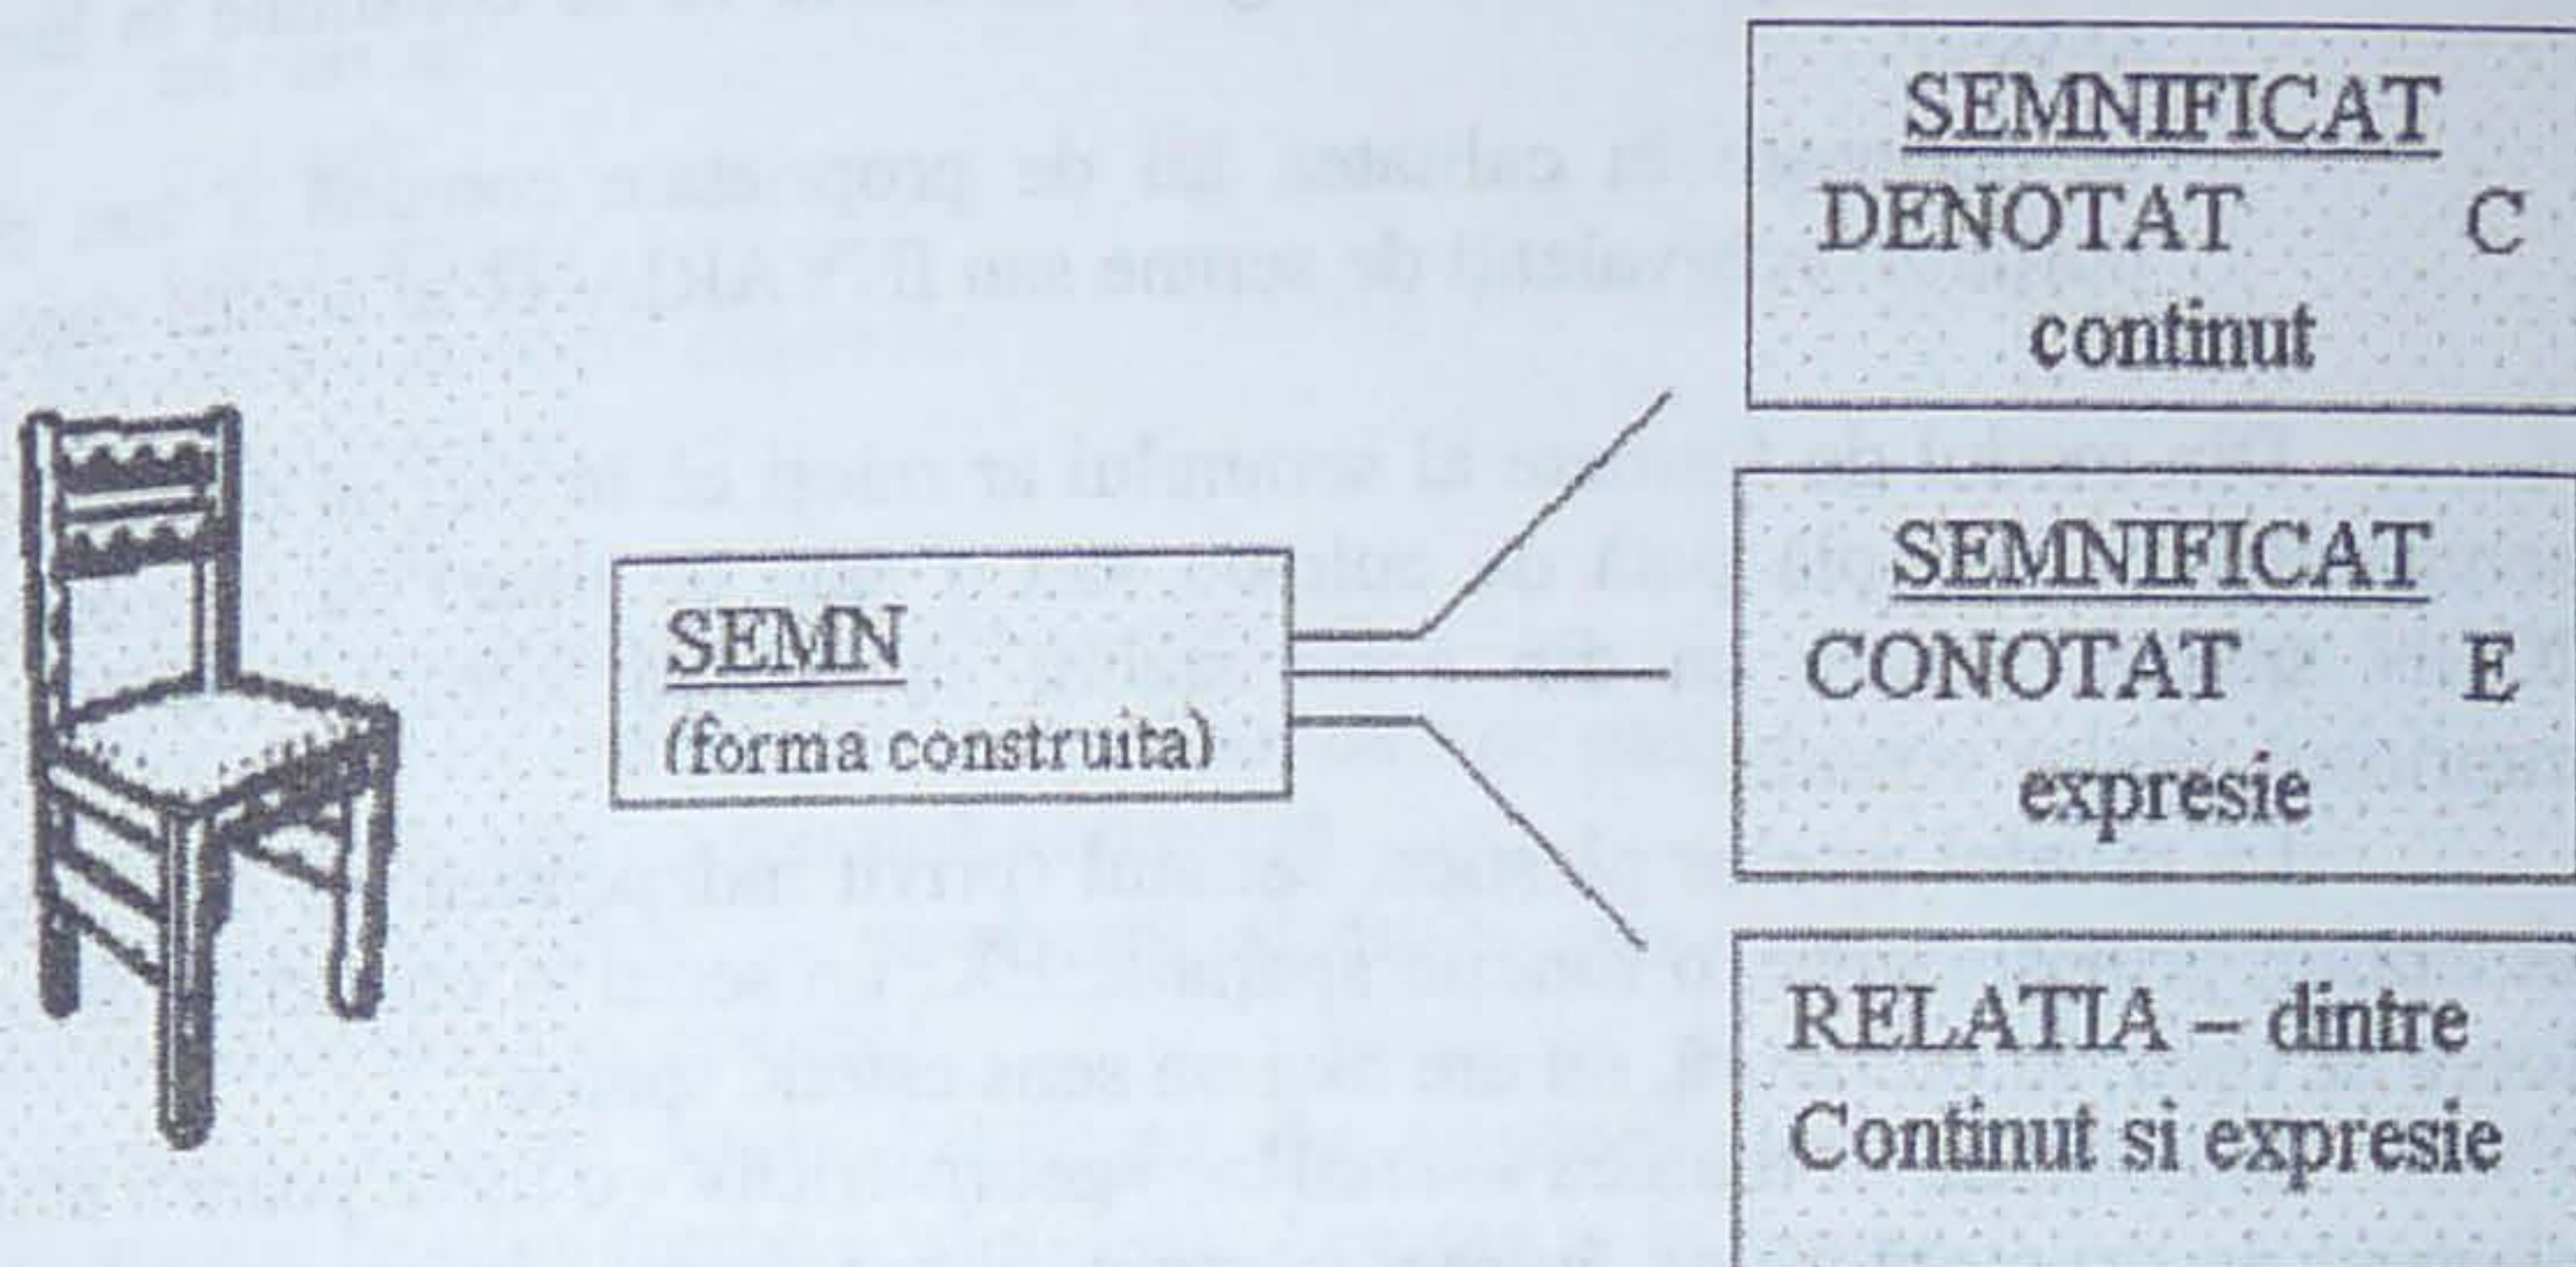 SEMNIFICAT
DENOTAT C
continut
SEMN
(forma construita)
SEMNIFICAT
CONOTAT E
expresie
RELATIA – dintre
Continut si expresie